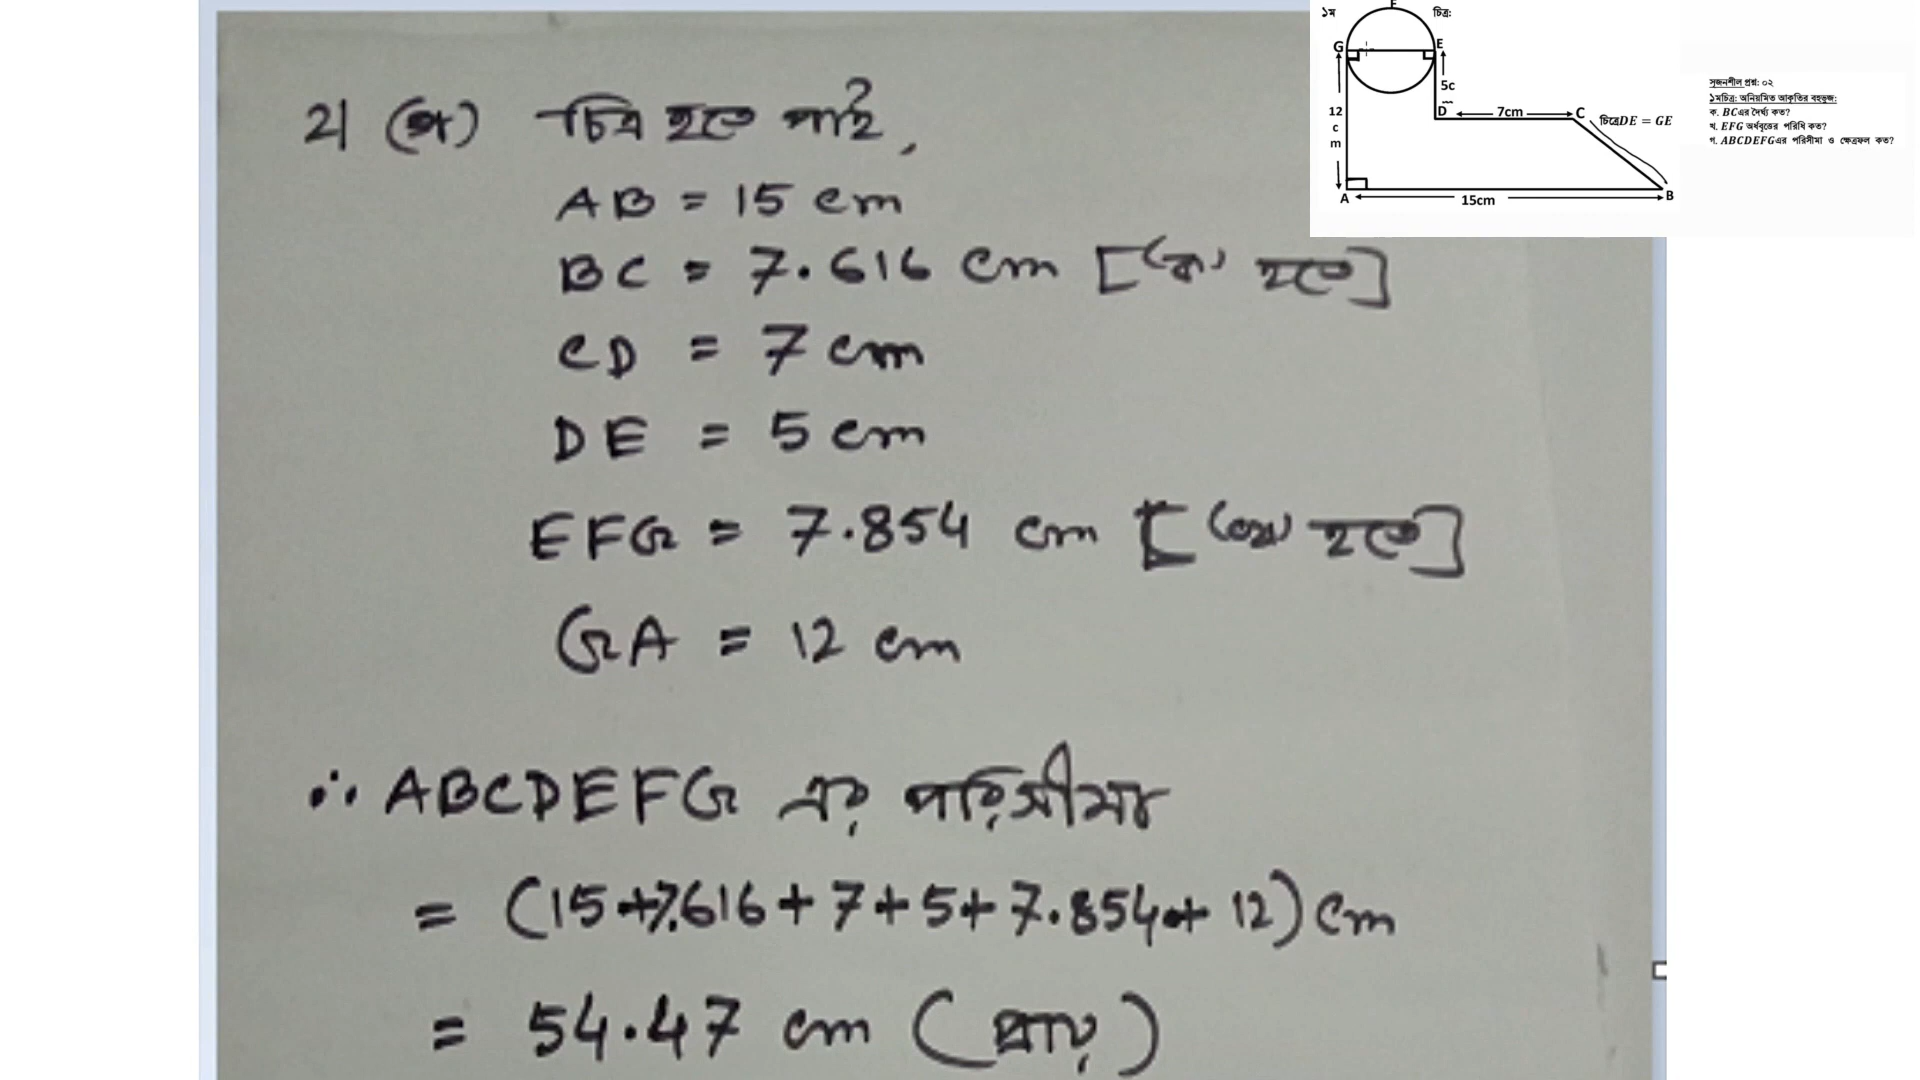 ২। (গ) চিত্র হতে পাই,
AB = 15 cm
BC = 7.616 cm [(ক) হতে]
CD = 7 cm
DE = 5 cm
EFG = 7.854 cm [(খ) হতে]
GA = 12 cm
∴ ABCDEFG এর পরিসীমা
= (15+7.616+7+5+7.854+12) cm
= 54.47 cm (প্রায়)
১ম চিত্র:
F
G E
5c
12
c
m
D 7cm C চিত্রে DE = GE
A 15cm B
সৃজনশীল প্রশ্ন: ০২
১মচিত্র: অনিয়মিত আকৃতির বহুভুজ:
ক. BC এর দৈর্ঘ্য কত?
খ. EFG অর্ধবৃত্তের পরিধি কত?
গ. ABCDEFG এর পরিসীমা ও ক্ষেত্রফল কত?